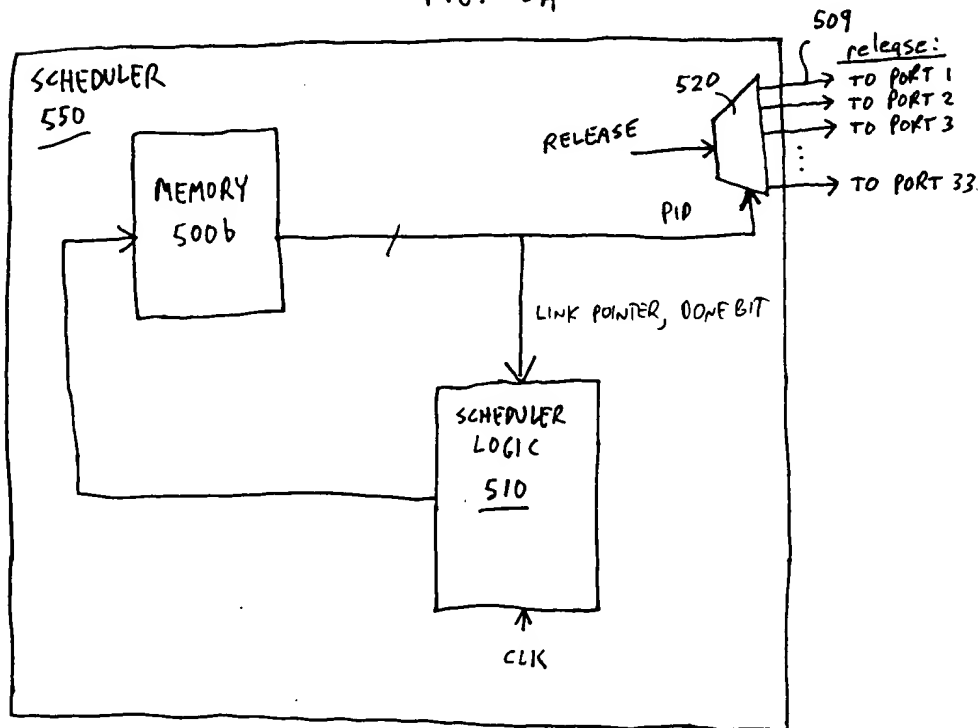 509
release:
TO PORT 1
TO PORT 2
TO PORT 3
TO PORT 33
SCHEDULER
550
520
RELEASE
MEMORY
500b
PID
LINK POINTER, DONE BIT
SCHEDULER
LOGIC
510
CLK